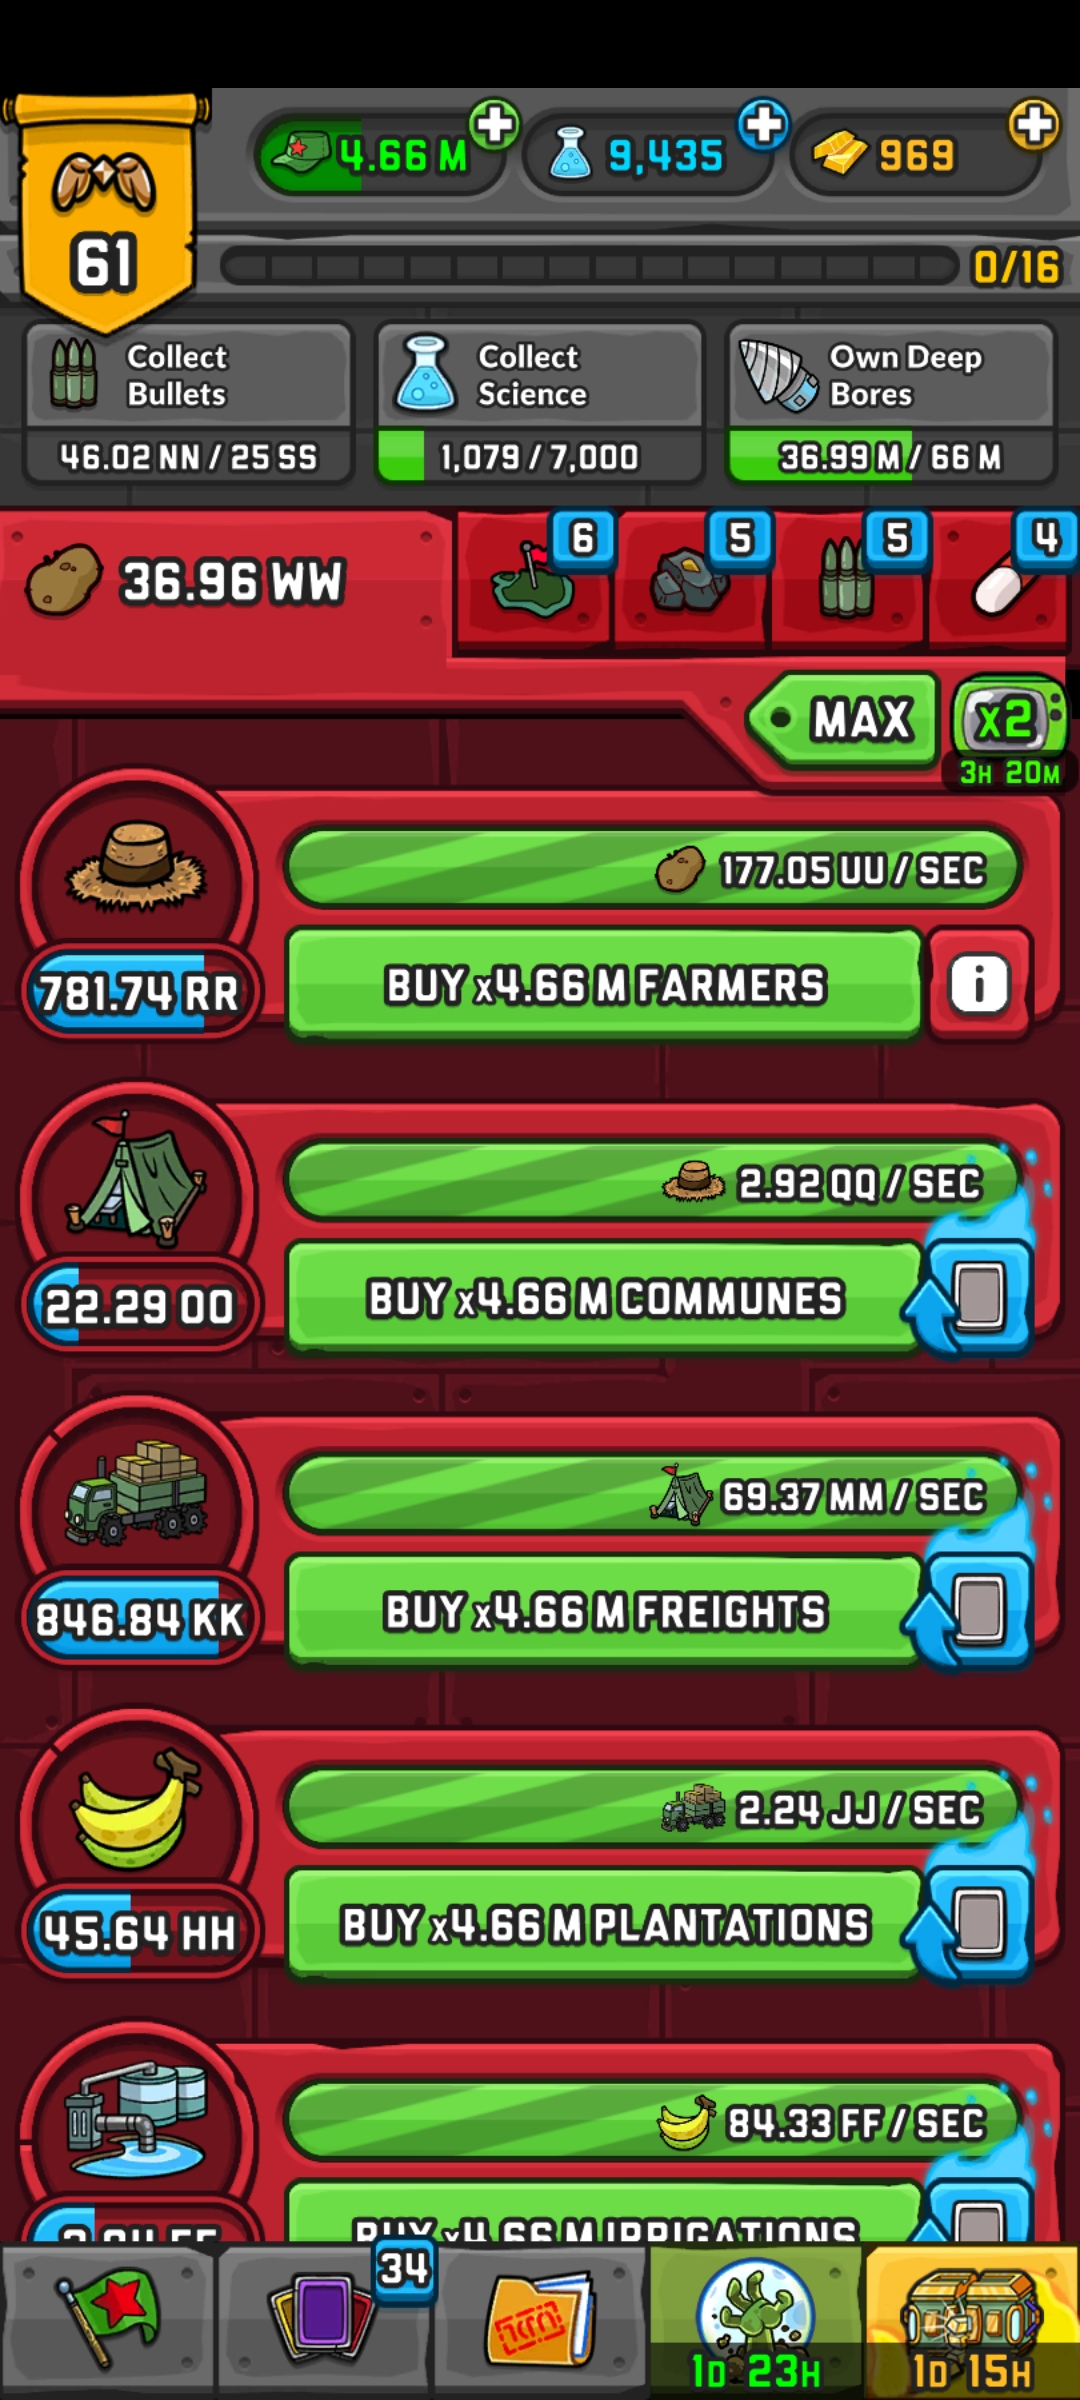 4.66 M
9,435
969
61
0/16
Collect
Bullets
Collect
Science
Own Deep
Bores
46.02 NN / 25 SS
1,079 / 7,000
36.99 M / 66 M
36.96 WW
6
5
5
4
MAX
x2
3H 20M
177.05 UU / SEC
781.74 RR
BUY x4.66 M FARMERS
i
2.92 QQ / SEC
22.29 OO
BUY x4.66 M COMMUNES
69.37 MM / SEC
846.84 KK
BUY x4.66 M FREIGHTS
2.24 JJ / SEC
45.64 HH
BUY x4.66 M PLANTATIONS
84.33 FF / SEC
BUY x4.66 M IRRIGATIONS
34
1D 23H
1D 15H